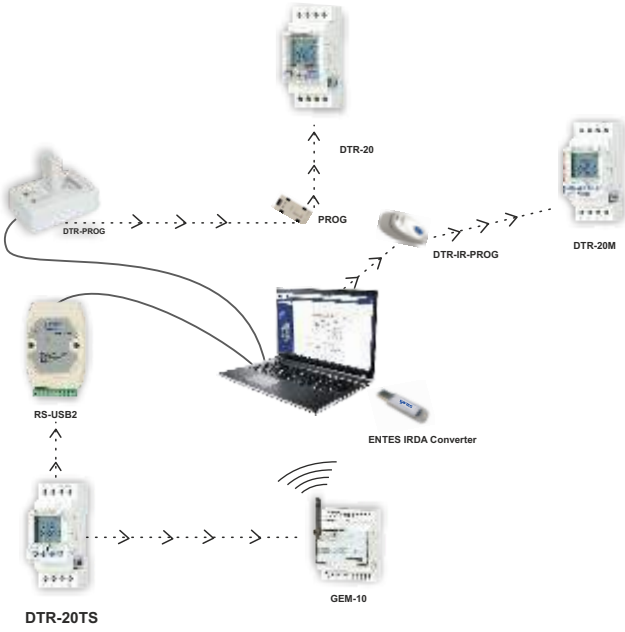 DTR-20
DTR-PROG
PROG
DTR-IR-PROG
DTR-20M
RS-USB2
ENTES IRDA Converter
GEM-10
DTR-20TS